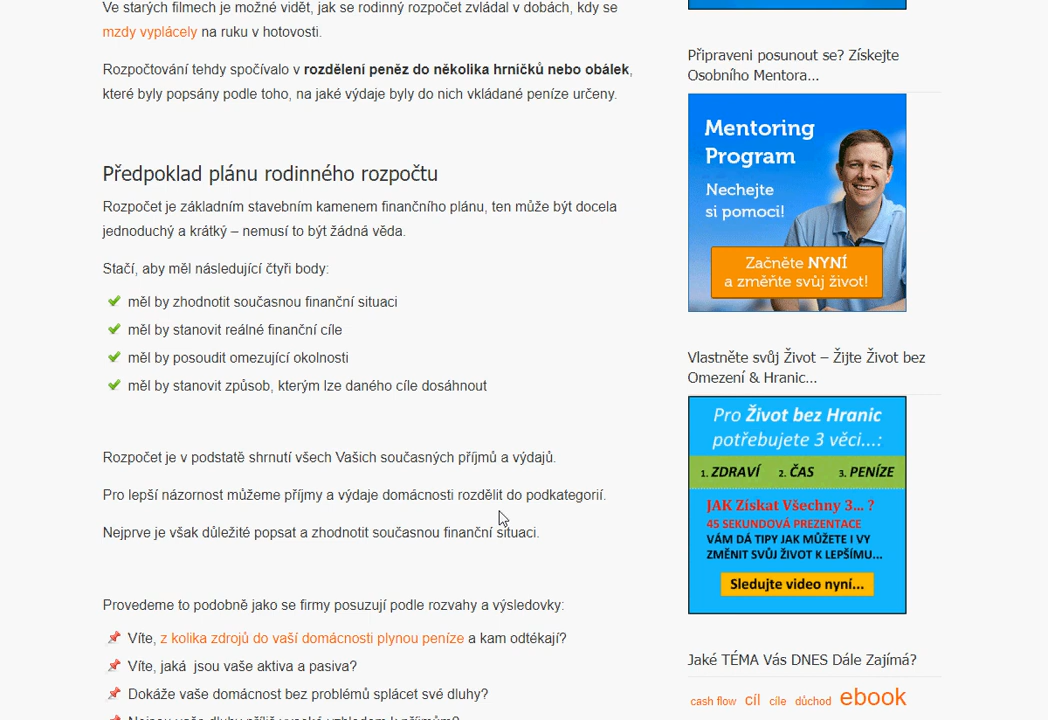 Ve starých filmech je možné vidět, jak se rodinný rozpočet zvládal v dobách, kdy se
mzdy vyplácely na ruku v hotovosti.
Rozpočtování tehdy spočívalo v rozdělení peněz do několika hrníčků nebo obálek,
které byly popsány podle toho, na jaké výdaje byly do nich vkládané peníze určeny.
Předpoklad plánu rodinného rozpočtu
Rozpočet je základním stavebním kamenem finančního plánu, ten může být docela
jednoduchý a krátký – nemusí to být žádná věda.
Stačí, aby měl následující čtyři body:
měl by zhodnotit současnou finanční situaci
měl by stanovit reálné finanční cíle
měl by posoudit omezující okolnosti
měl by stanovit způsob, kterým lze daného cíle dosáhnout
Rozpočet je v podstatě shrnutí všech Vašich současných příjmů a výdajů.
Pro lepší názornost můžeme příjmy a výdaje domácnosti rozdělit do podkategorií.
Nejprve je však důležité popsat a zhodnotit současnou finanční situaci.
Provedeme to podobně jako se firmy posuzují podle rozvahy a výsledovky:
Víte, z kolika zdrojů do vaší domácnosti plynou peníze a kam odtékají?
Víte, jaká jsou vaše aktiva a pasiva?
Dokáže vaše domácnost bez problémů splácet své dluhy?
Nejsou vaše dluhy příliš vysoké vzhledem k příjmům?
Připraveni posunout se? Získejte
Osobního Mentora...
Mentoring
Program
Nechejte
si pomoci!
Začněte NYNÍ
a změňte svůj život!
Vlastněte svůj Život – Žijte Život bez
Omezení & Hranic...
Pro Život bez Hranic
potřebujete 3 věci...:
1. ZDRAVÍ 2. ČAS 3. PENÍZE
JAK Získat Všechny 3... ?
45 SEKUNDOVÁ PREZENTACE
VÁM DÁ TIPY JAK MŮŽETE I VY
ZMĚNIT SVŮJ ŽIVOT K LEPŠÍMU...
Sledujte video nyní...
Jaké TÉMA Vás DNES Dále Zajímá?
cash flow cíl cíle důchod ebook